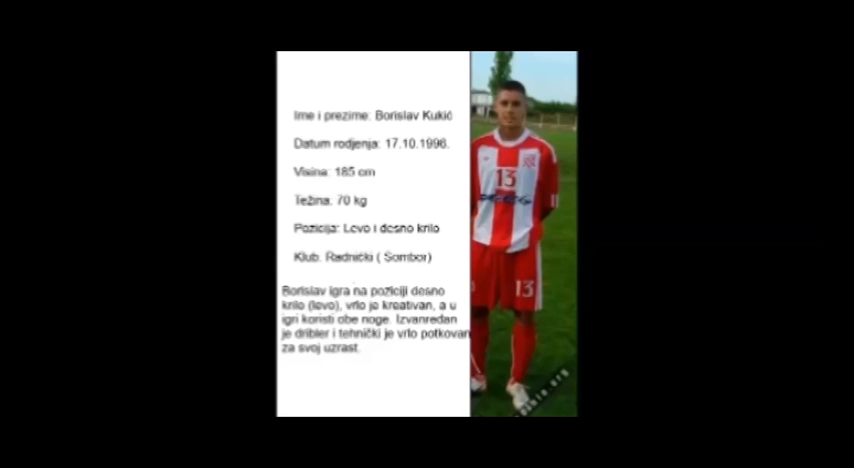 Ime i prezime: Borislav Kukić
Datum rodjenja: 17.10.1996.
Visina: 185 cm
Težina: 70 kg
Pozicija: Levo i desno krilo
Klub: Radnički ( Sombor)
Borislav igra na poziciji desno
krilo (levo), vrlo je kreativan, a u
igri koristi obe noge. Izvanredan
je dribler i tehnički je vrlo potkovan
za svoj uzrast.
13
13